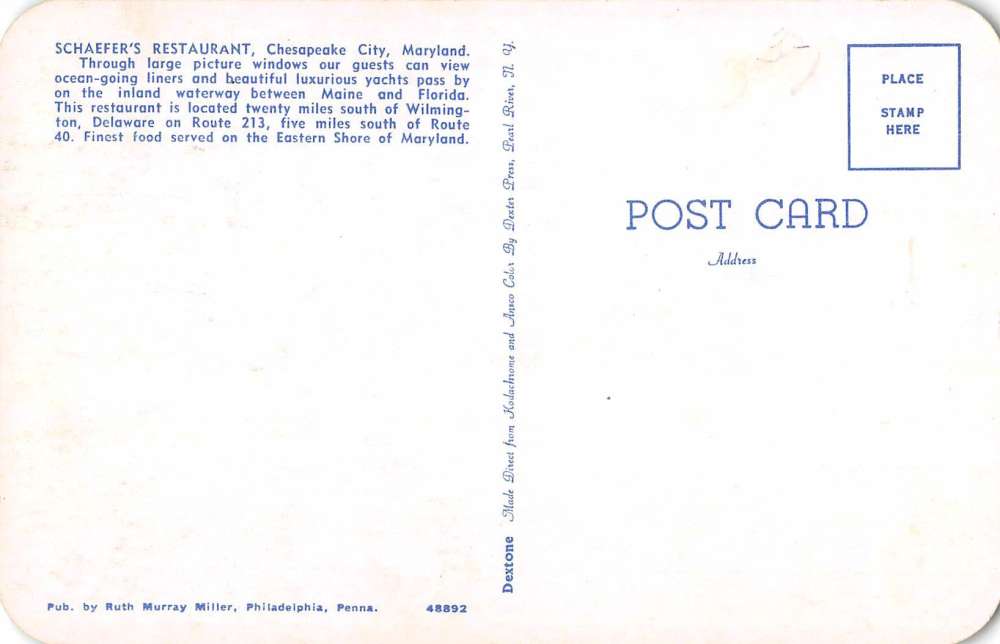 SCHAEFER'S RESTAURANT, Chesapeake City, Maryland.
Through large picture windows our guests can view
ocean-going liners and beautiful luxurious yachts pass by
on the inland waterway between Maine and Florida.
This restaurant is located twenty miles south of Wilming-
ton, Delaware on Route 213, five miles south of Route
40. Finest food served on the Eastern Shore of Maryland.
Pub. by Ruth Murray Miller, Philadelphia, Penna. 48892
Dextone Made Direct from Kodachrome and Ansco Color By Dexter Press, Pearl River, N. Y.
PLACE
STAMP
HERE
POST CARD
Address